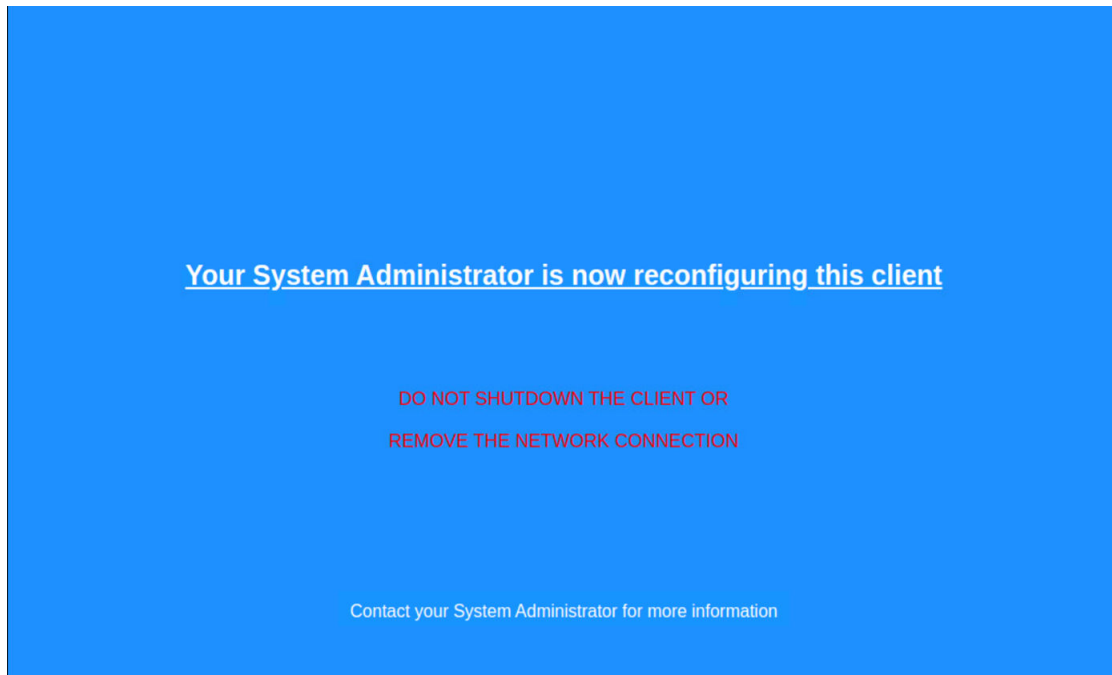 Your System Administrator is now reconfiguring this client
DO NOT SHUTDOWN THE CLIENT OR
REMOVE THE NETWORK CONNECTION
Contact your System Administrator for more information